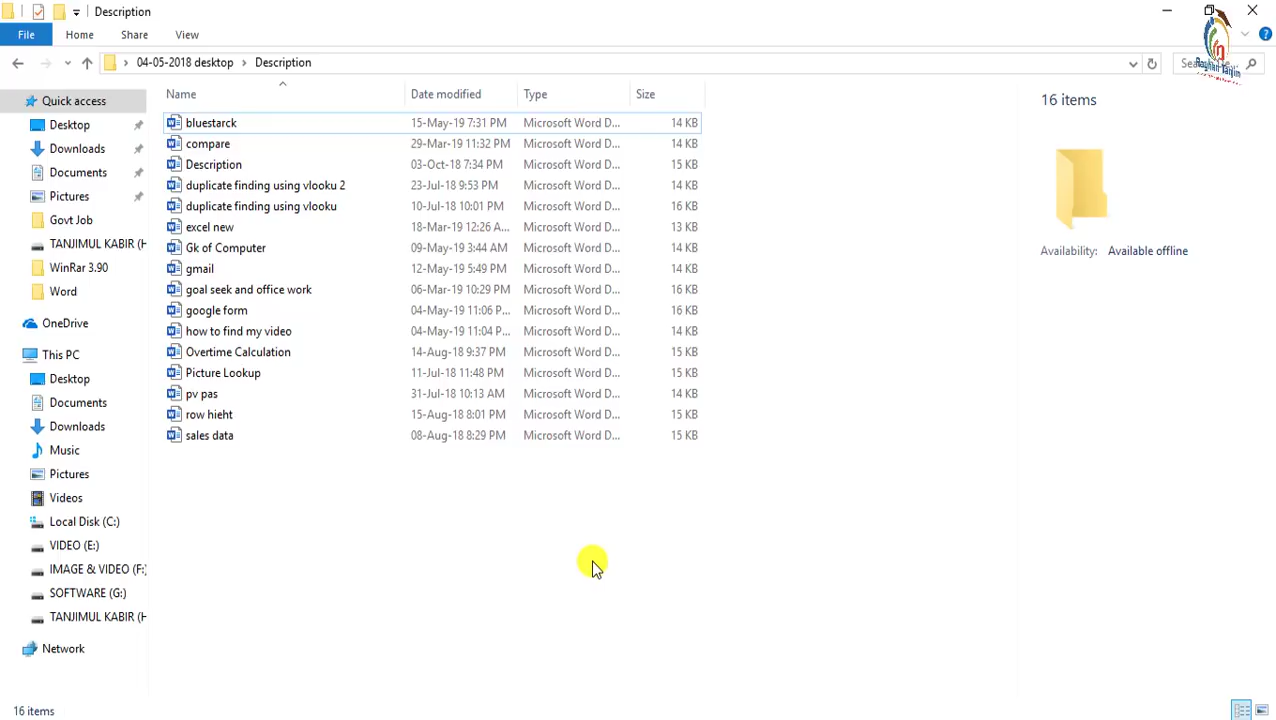 Description
File Home Share View
04-05-2018 desktop Description
Name Date modified Type Size
bluestarck 15-May-19 7:31 PM Microsoft Word D... 14 KB
compare 29-Mar-19 11:32 PM Microsoft Word D... 14 KB
Description 03-Oct-18 7:34 PM Microsoft Word D... 15 KB
duplicate finding using vlooku 2 23-Jul-18 9:53 PM Microsoft Word D... 14 KB
duplicate finding using vlooku 10-Jul-18 10:01 PM Microsoft Word D... 16 KB
excel new 18-Mar-19 12:26 A... Microsoft Word D... 13 KB
Gk of Computer 09-May-19 3:44 AM Microsoft Word D... 14 KB
gmail 12-May-19 5:49 PM Microsoft Word D... 14 KB
goal seek and office work 06-Mar-19 10:29 PM Microsoft Word D... 16 KB
google form 04-May-19 11:06 P... Microsoft Word D... 16 KB
how to find my video 04-May-19 11:04 P... Microsoft Word D... 14 KB
Overtime Calculation 14-Aug-18 9:37 PM Microsoft Word D... 15 KB
Picture Lookup 11-Jul-18 11:48 PM Microsoft Word D... 15 KB
pv pas 31-Jul-18 10:13 AM Microsoft Word D... 14 KB
row hieht 15-Aug-18 8:01 PM Microsoft Word D... 15 KB
sales data 08-Aug-18 8:29 PM Microsoft Word D... 15 KB
Quick access
Desktop
Downloads
Documents
Pictures
Govt Job
TANJIMUL KABIR (H
WinRar 3.90
Word
OneDrive
This PC
Desktop
Documents
Downloads
Music
Pictures
Videos
Local Disk (C:)
VIDEO (E:)
IMAGE & VIDEO (F:)
SOFTWARE (G:)
TANJIMUL KABIR (H
Network
16 items
Availability: Available offline
16 items